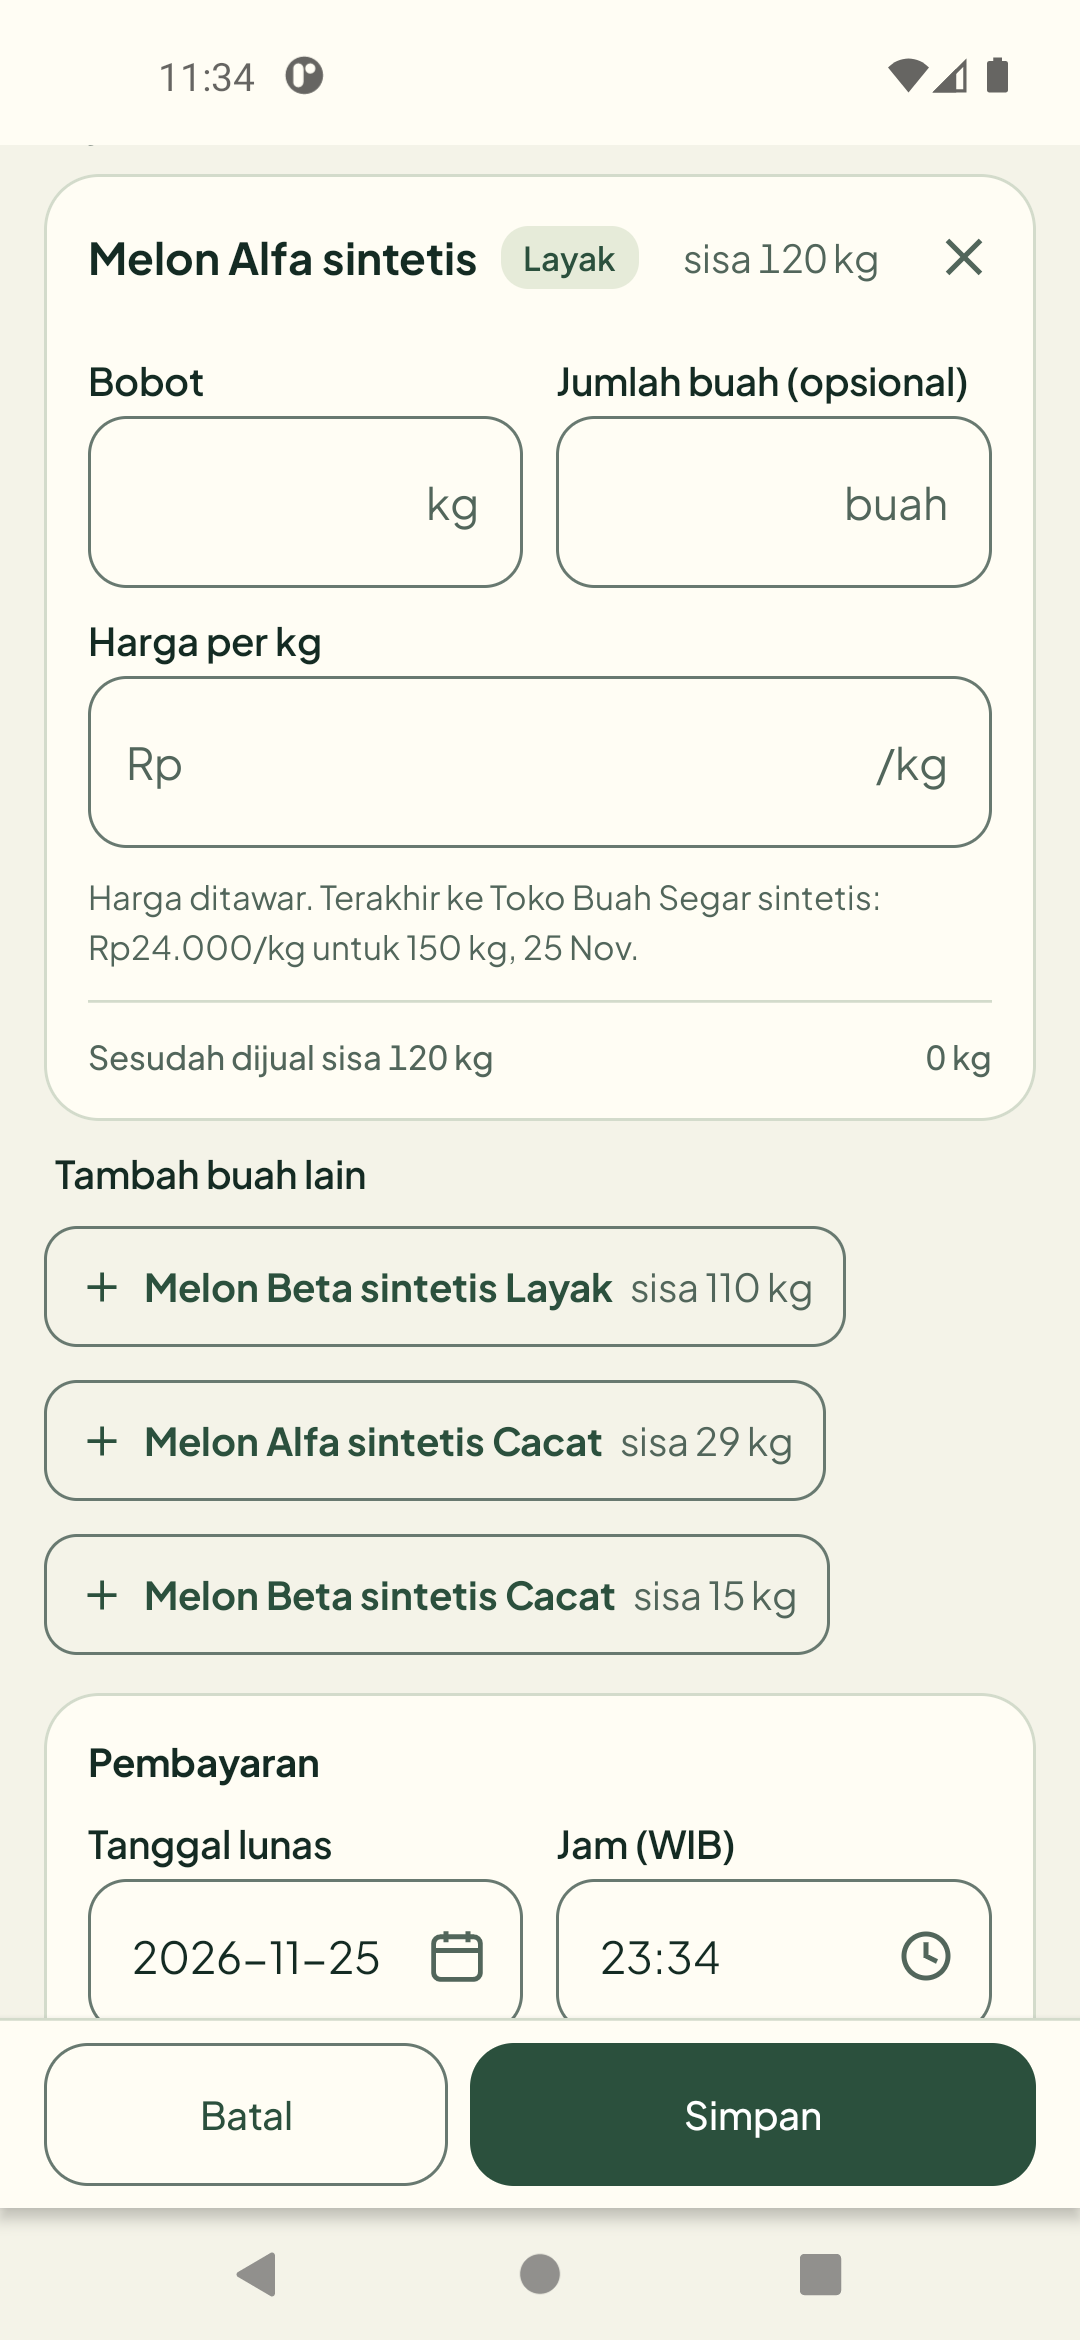 11:34
Melon Alfa sintetis Layak sisa 120 kg
Bobot Jumlah buah (opsional)
kg buah
Harga per kg
Rp /kg
Harga ditawar. Terakhir ke Toko Buah Segar sintetis:
Rp24.000/kg untuk 150 kg, 25 Nov.
Sesudah dijual sisa 120 kg 0 kg
Tambah buah lain
+ Melon Beta sintetis Layak sisa 110 kg
+ Melon Alfa sintetis Cacat sisa 29 kg
+ Melon Beta sintetis Cacat sisa 15 kg
Pembayaran
Tanggal lunas Jam (WIB)
2026-11-25 23:34
Batal Simpan